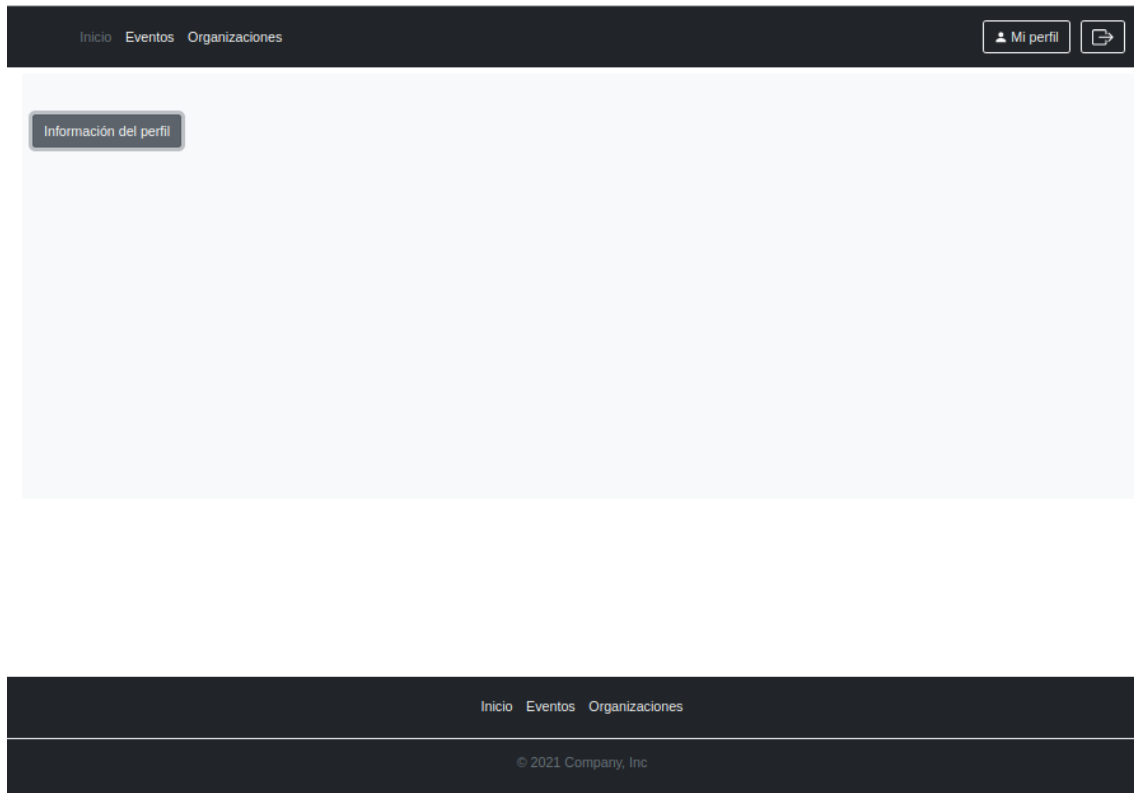 Inicio Eventos Organizaciones Mi perfil
Información del perfil
Inicio Eventos Organizaciones
© 2021 Company, Inc